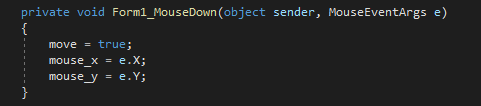 private void Form1_MouseDown(object sender, MouseEventArgs e)
{
    move = true;
    mouse_x = e.X;
    mouse_y = e.Y;
}